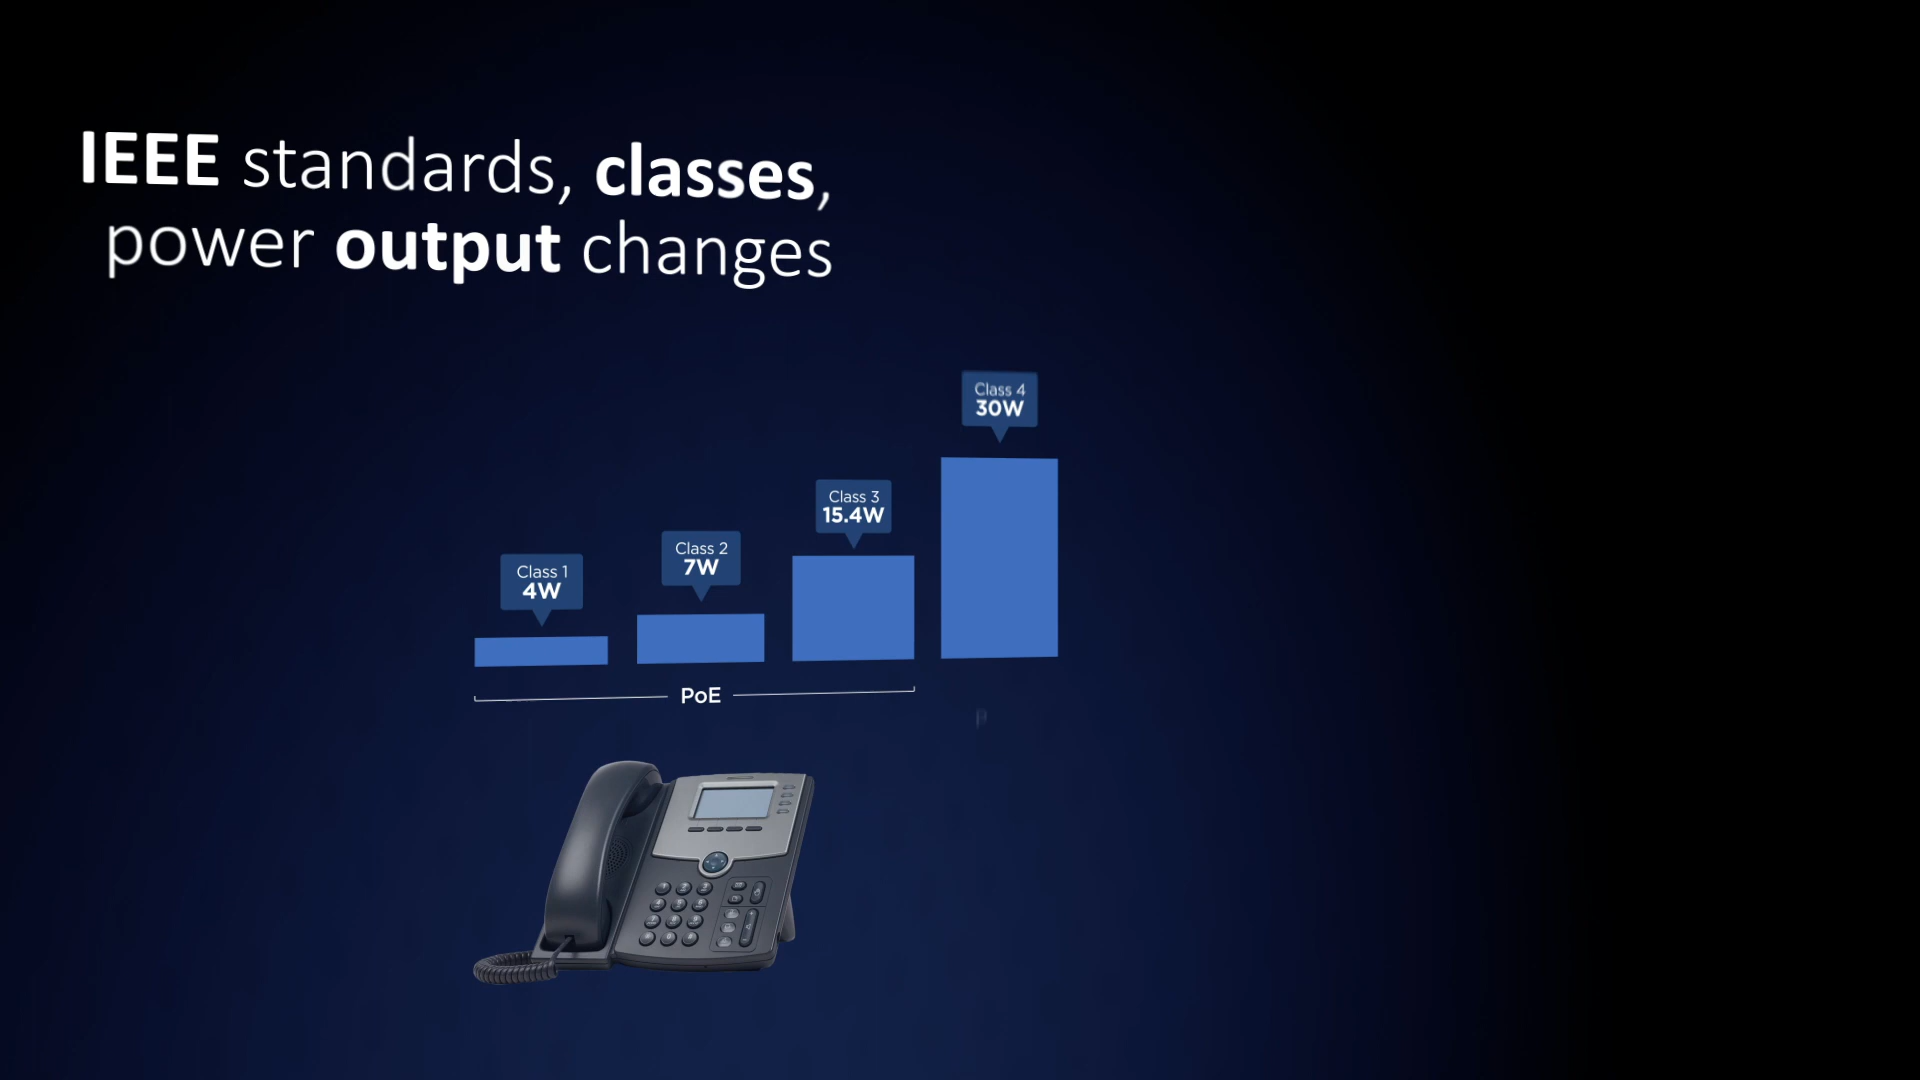 IEEE standards, classes,
power output changes
Class 1
4W
Class 2
7W
Class 3
15.4W
Class 4
30W
PoE